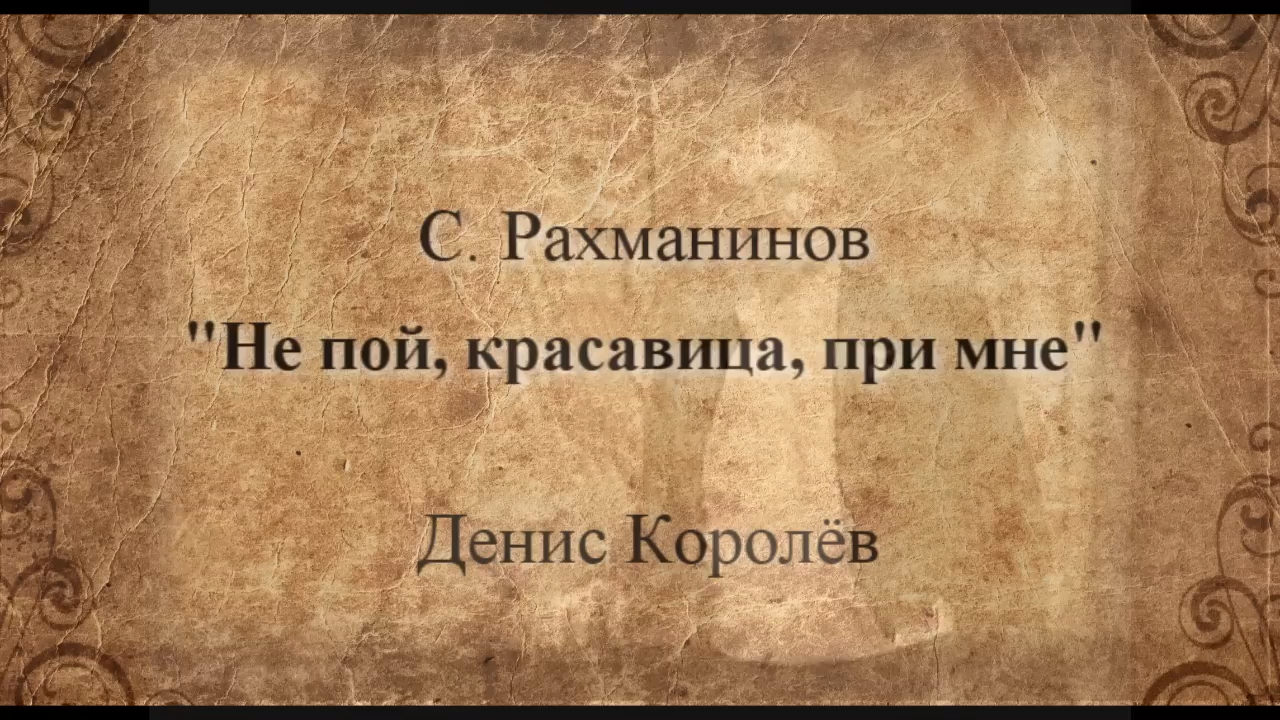 С. Рахманинов
"Не пой, красавица, при мне"
Денис Королёв